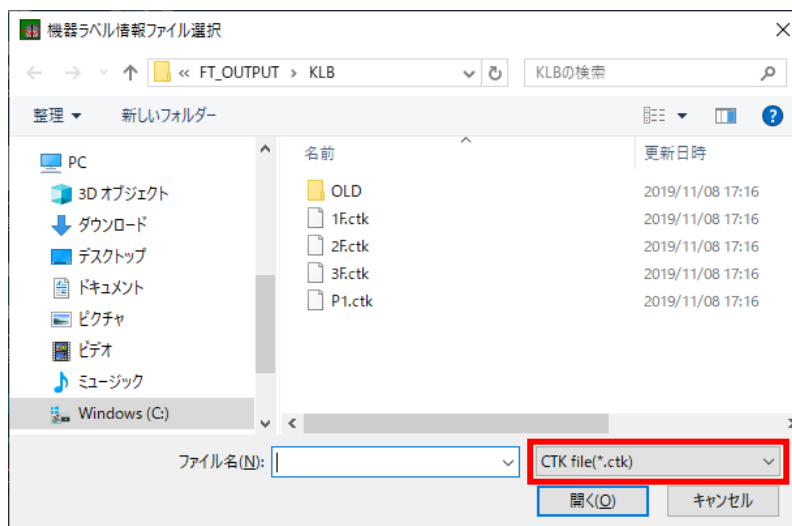 機器ラベル情報ファイル選択
« FT_OUTPUT › KLB
KLBの検索
整理
新しいフォルダー
PC
3D オブジェクト
ダウンロード
デスクトップ
ドキュメント
ピクチャ
ビデオ
ミュージック
Windows (C:)
名前
更新日時
OLD
2019/11/08 17:16
1F.ctk
2019/11/08 17:16
2F.ctk
2019/11/08 17:16
3F.ctk
2019/11/08 17:16
P1.ctk
2019/11/08 17:16
ファイル名(N):
CTK file(*.ctk)
開く(O)
キャンセル